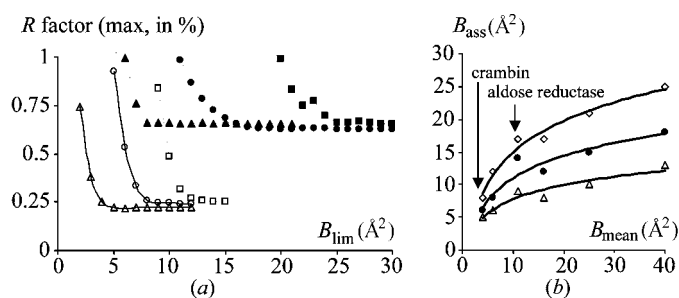 R factor (max, in %)
1
0.75
0.5
0.25
0
0 5 10 15 20 25 30
Blim(Å²)
(a)
Bass(Å²)
crambin
aldose reductase
25
20
15
10
5
0
0 10 20 30 40
Bmean(Å²)
(b)